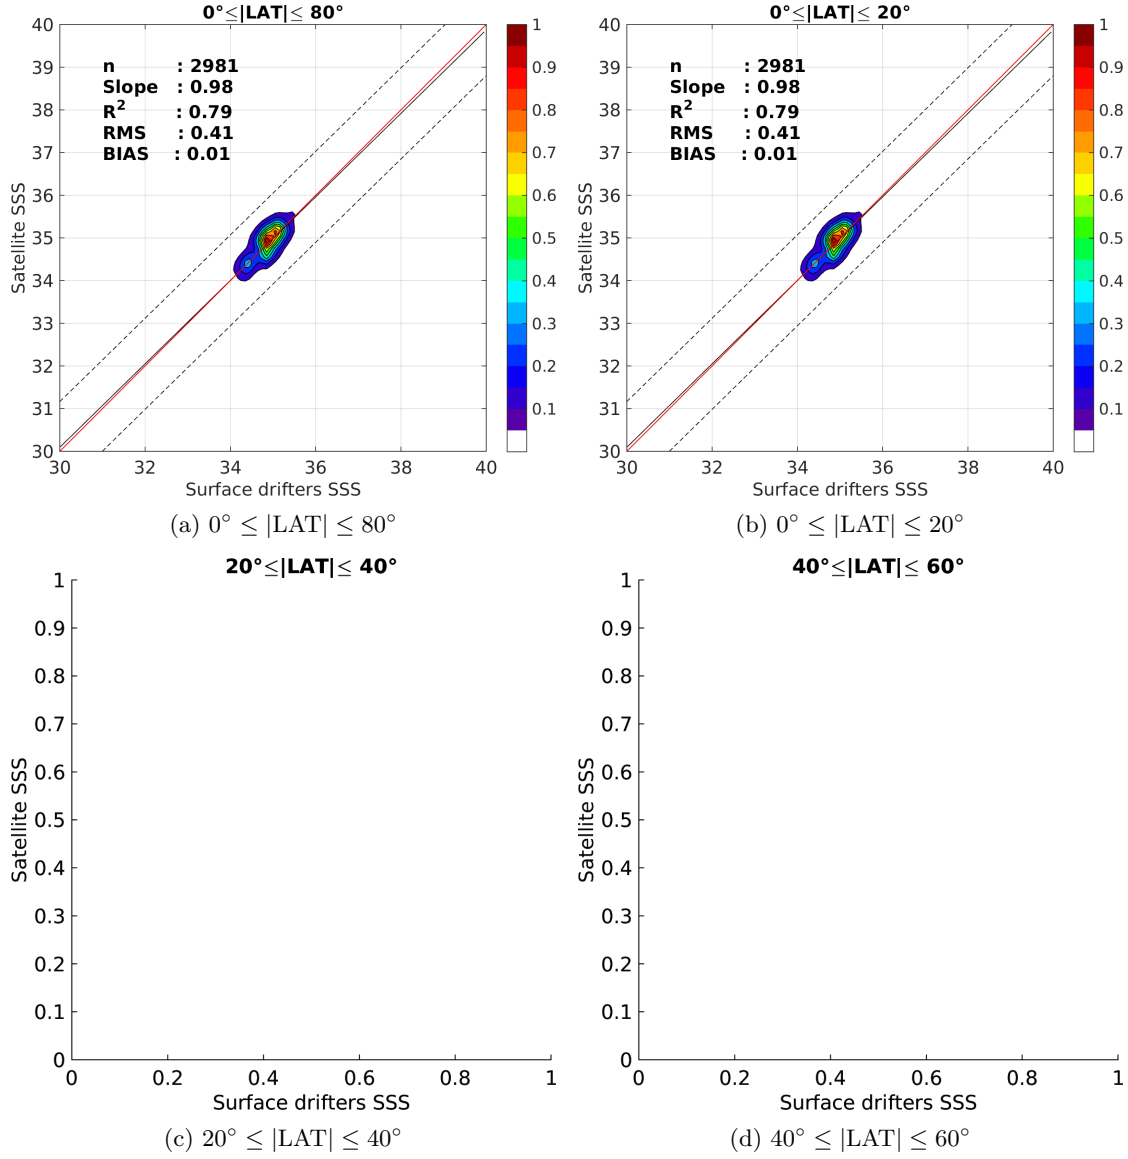 0°≤|LAT|≤ 80°
40
39
38
37
36
35
34
33
32
31
30
n : 2981
Slope : 0.98
R² : 0.79
RMS : 0.41
BIAS : 0.01
Satellite SSS
30 32 34 36 38 40
Surface drifters SSS
1
0.9
0.8
0.7
0.6
0.5
0.4
0.3
0.2
0.1
(a) 0° ≤ |LAT| ≤ 80°
0°≤|LAT|≤ 20°
40
39
38
37
36
35
34
33
32
31
30
n : 2981
Slope : 0.98
R² : 0.79
RMS : 0.41
BIAS : 0.01
Satellite SSS
30 32 34 36 38 40
Surface drifters SSS
1
0.9
0.8
0.7
0.6
0.5
0.4
0.3
0.2
0.1
(b) 0° ≤ |LAT| ≤ 20°
20°≤|LAT|≤ 40°
1
0.9
0.8
0.7
0.6
0.5
0.4
0.3
0.2
0.1
0
Satellite SSS
0 0.2 0.4 0.6 0.8 1
Surface drifters SSS
(c) 20° ≤ |LAT| ≤ 40°
40°≤|LAT|≤ 60°
1
0.9
0.8
0.7
0.6
0.5
0.4
0.3
0.2
0.1
0
Satellite SSS
0 0.2 0.4 0.6 0.8 1
Surface drifters SSS
(d) 40° ≤ |LAT| ≤ 60°